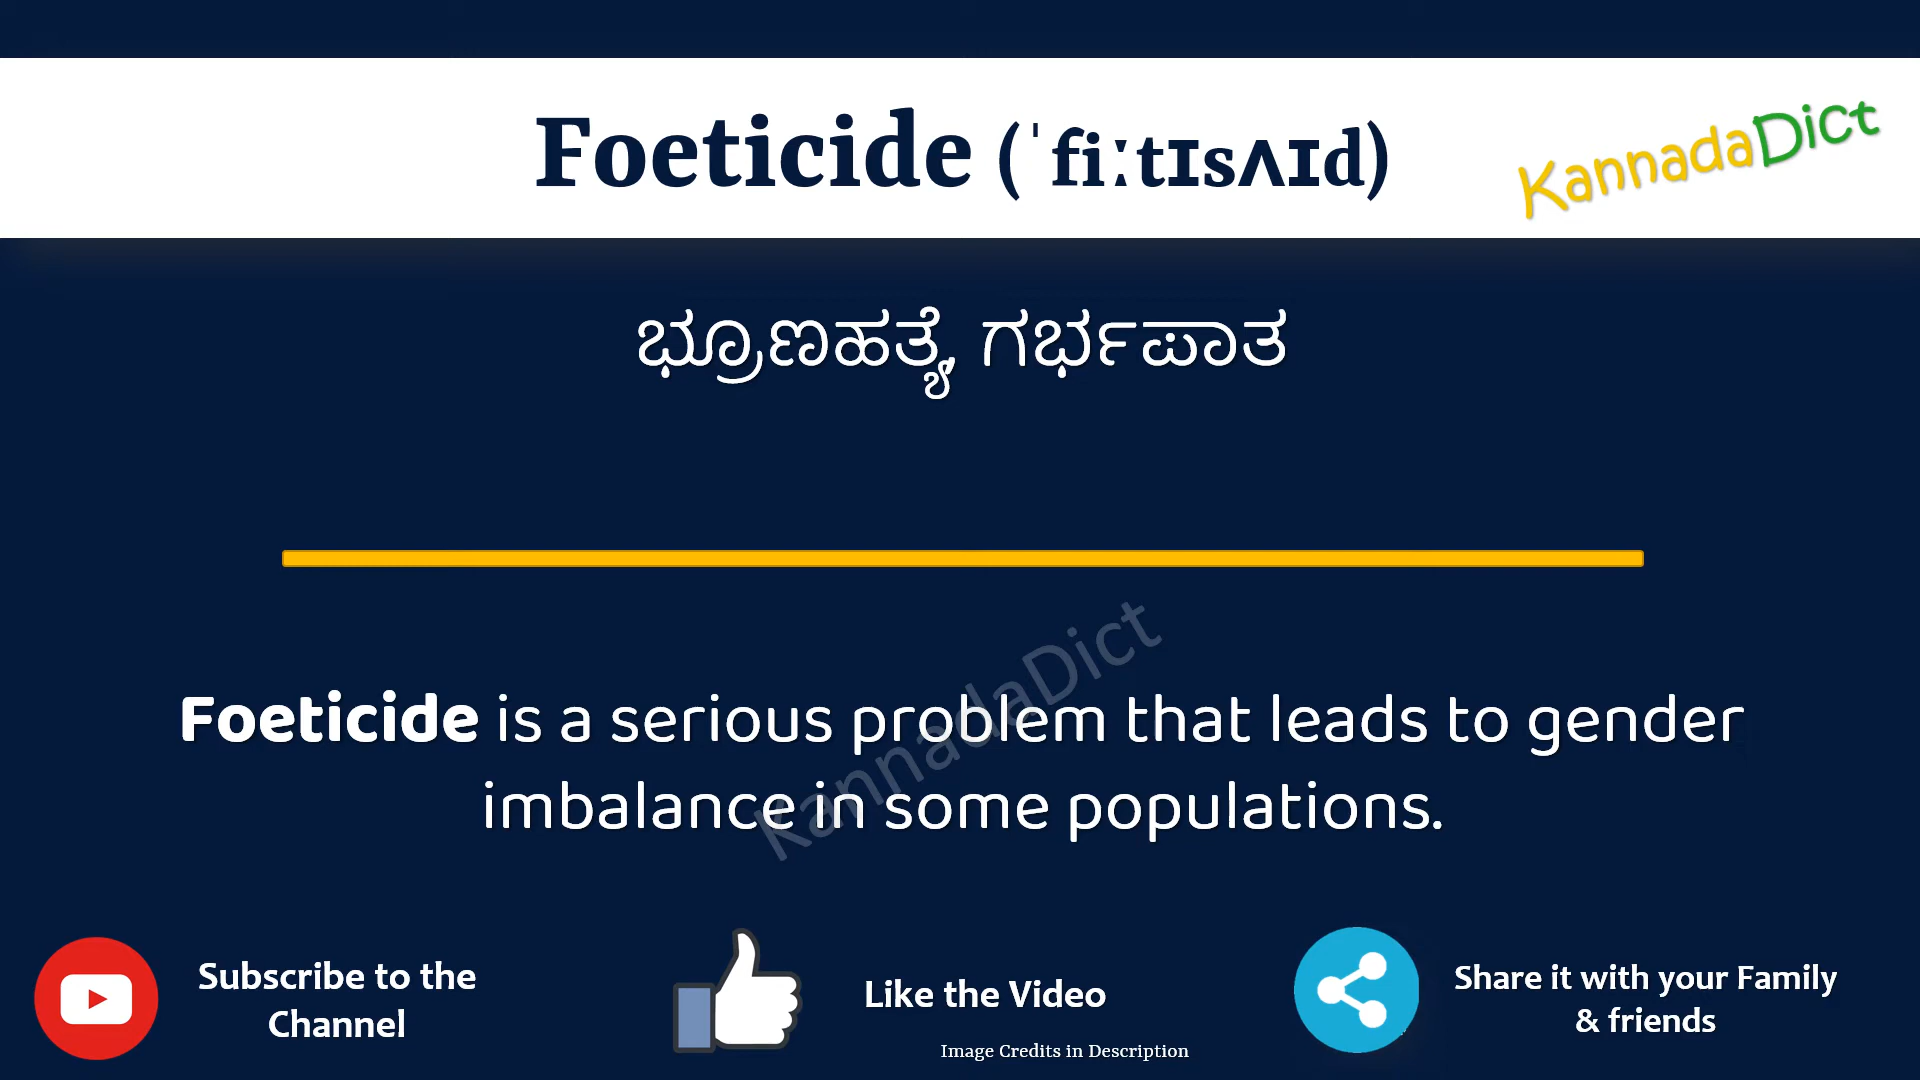 Foeticide (ˈfiːtɪsʌɪd)
KannadaDict
ಭ್ರೂಣಹತ್ಯೆ, ಗರ್ಭಪಾತ
KannadaDict
Foeticide is a serious problem that leads to gender
imbalance in some populations.
Subscribe to the
Channel
Like the Video
Share it with your Family
& friends
Image Credits in Description